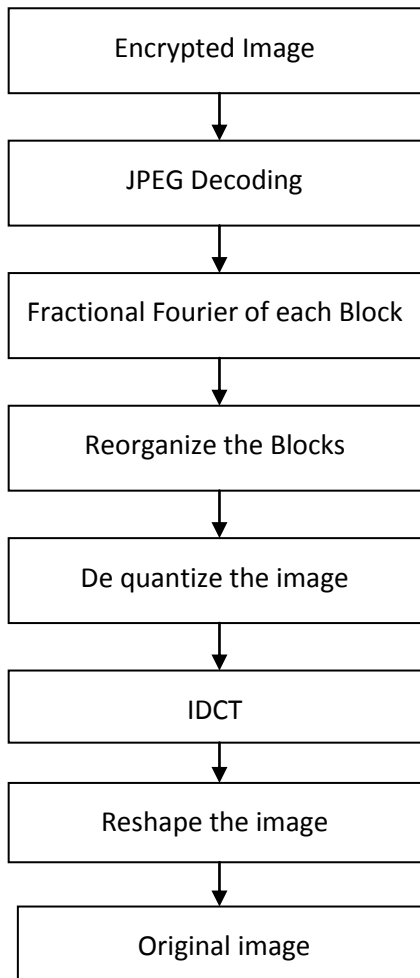 Encrypted Image
JPEG Decoding
Fractional Fourier of each Block
Reorganize the Blocks
De quantize the image
IDCT
Reshape the image
Original image